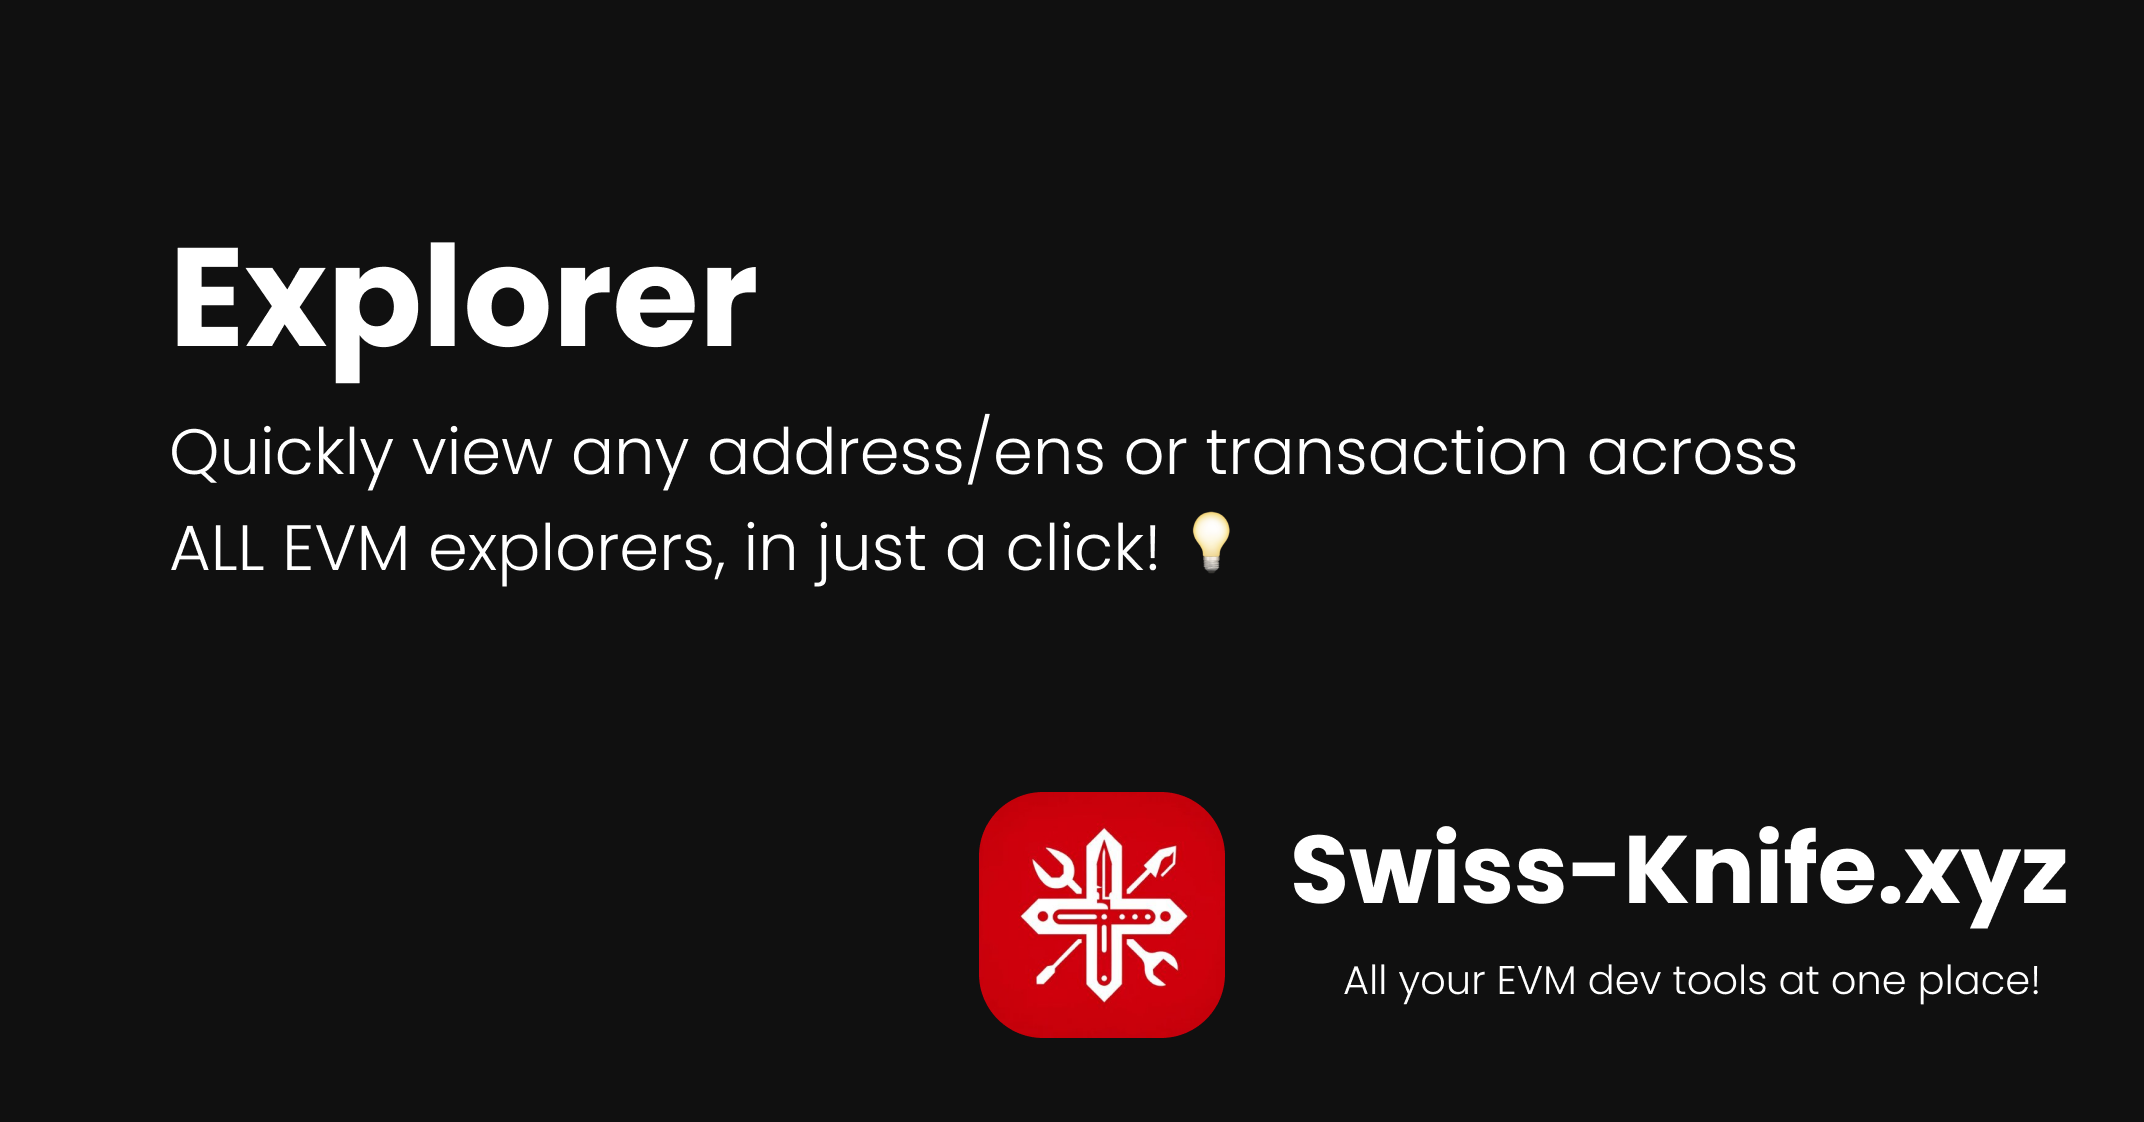 Explorer
Quickly view any address/ens or transaction across
ALL EVM explorers, in just a click! 💡
Swiss-Knife.xyz
All your EVM dev tools at one place!